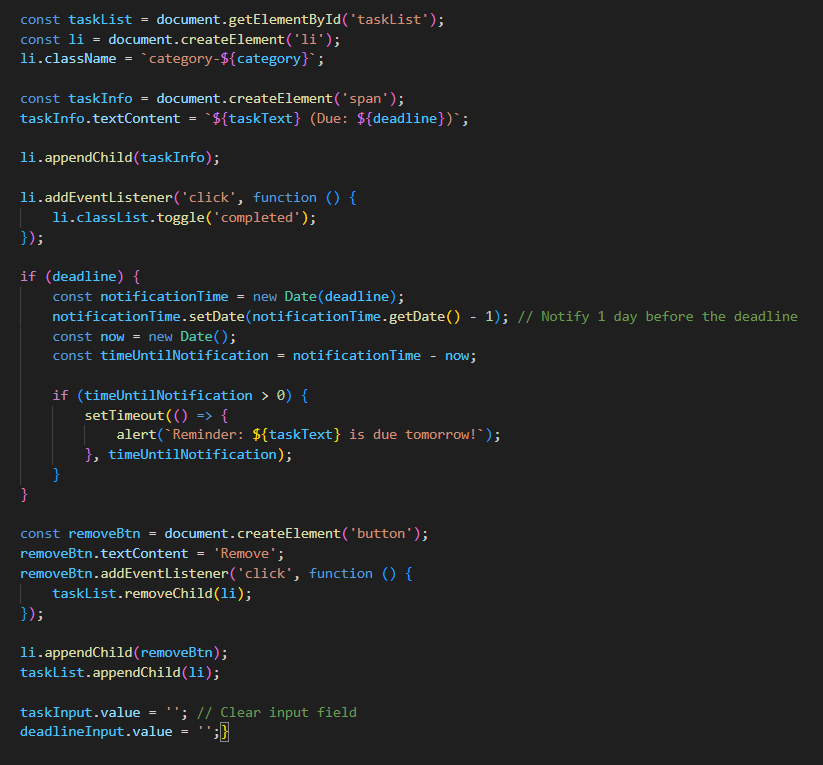 const taskList = document.getElementById('taskList');
const li = document.createElement('li');
li.className = `category-${category}`;

const taskInfo = document.createElement('span');
taskInfo.textContent = `${taskText} (Due: ${deadline})`;

li.appendChild(taskInfo);

li.addEventListener('click', function () {
    li.classList.toggle('completed');
});

if (deadline) {
    const notificationTime = new Date(deadline);
    notificationTime.setDate(notificationTime.getDate() - 1); // Notify 1 day before the deadline
    const now = new Date();
    const timeUntilNotification = notificationTime - now;

    if (timeUntilNotification > 0) {
        setTimeout(() => {
            alert(`Reminder: ${taskText} is due tomorrow!`);
        }, timeUntilNotification);
    }
}

const removeBtn = document.createElement('button');
removeBtn.textContent = 'Remove';
removeBtn.addEventListener('click', function () {
    taskList.removeChild(li);
});

li.appendChild(removeBtn);
taskList.appendChild(li);

taskInput.value = ''; // Clear input field
deadlineInput.value = '';}